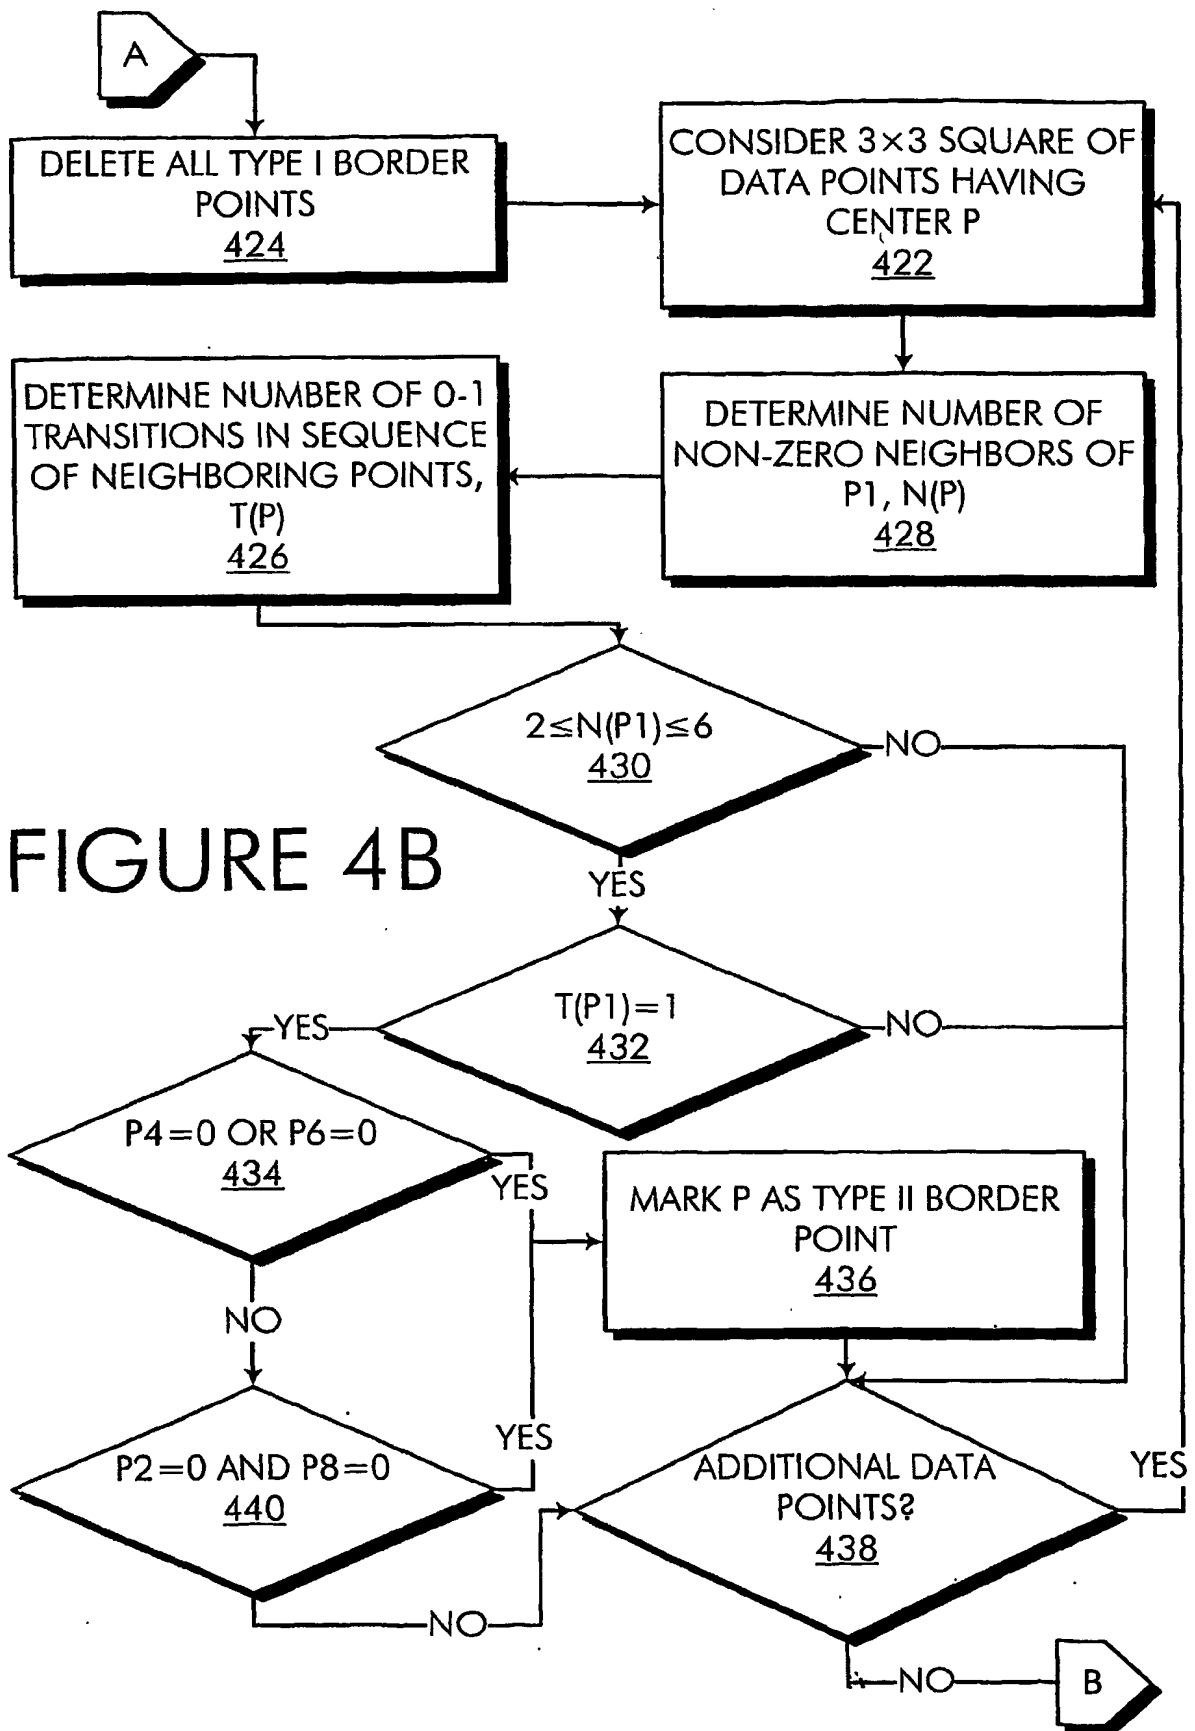 A
DELETE ALL TYPE I BORDER
POINTS
424
CONSIDER 3×3 SQUARE OF
DATA POINTS HAVING
CENTER P
422
DETERMINE NUMBER OF
NON-ZERO NEIGHBORS OF
P1, N(P)
428
DETERMINE NUMBER OF 0-1
TRANSITIONS IN SEQUENCE
OF NEIGHBORING POINTS,
T(P)
426
2≤N(P1)≤6
430
NO
YES
FIGURE 4B
T(P1)=1
432
NO
YES
P4=0 OR P6=0
434
YES
NO
MARK P AS TYPE II BORDER
POINT
436
P2=0 AND P8=0
440
YES
NO
ADDITIONAL DATA
POINTS?
438
YES
NO
B